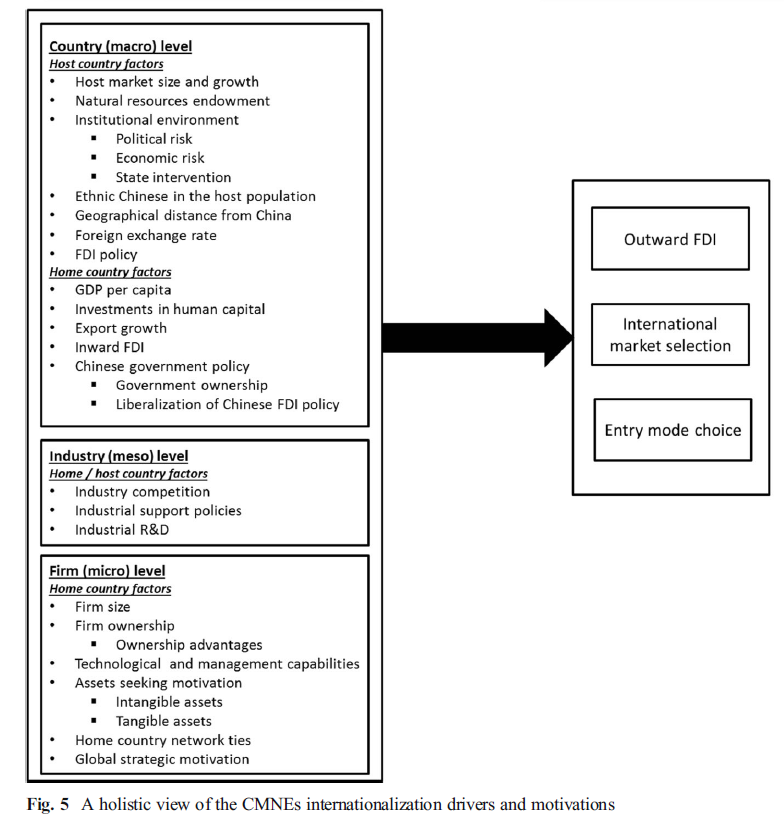 Country (macro) level
Host country factors
• Host market size and growth
• Natural resources endowment
• Institutional environment
▪ Political risk
▪ Economic risk
▪ State intervention
• Ethnic Chinese in the host population
• Geographical distance from China
• Foreign exchange rate
• FDI policy
Home country factors
• GDP per capita
• Investments in human capital
• Export growth
• Inward FDI
• Chinese government policy
▪ Government ownership
▪ Liberalization of Chinese FDI policy
Industry (meso) level
Home / host country factors
• Industry competition
• Industrial support policies
• Industrial R&D
Firm (micro) level
Home country factors
• Firm size
• Firm ownership
▪ Ownership advantages
• Technological and management capabilities
• Assets seeking motivation
▪ Intangible assets
▪ Tangible assets
• Home country network ties
• Global strategic motivation
Outward FDI
International
market selection
Entry mode choice
Fig. 5 A holistic view of the CMNEs internationalization drivers and motivations